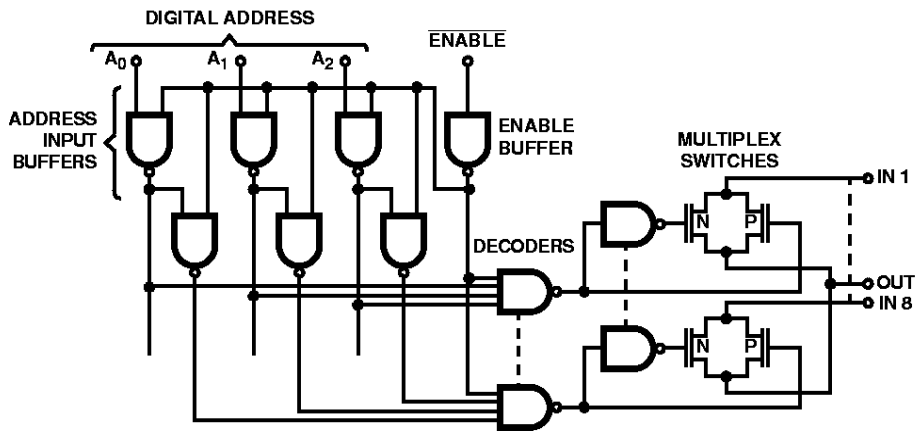 DIGITAL ADDRESS
A0 A1 A2 ENABLE
ADDRESS
INPUT
BUFFERS
ENABLE
BUFFER
MULTIPLEX
SWITCHES
IN 1
N P
DECODERS
OUT
IN 8
N P